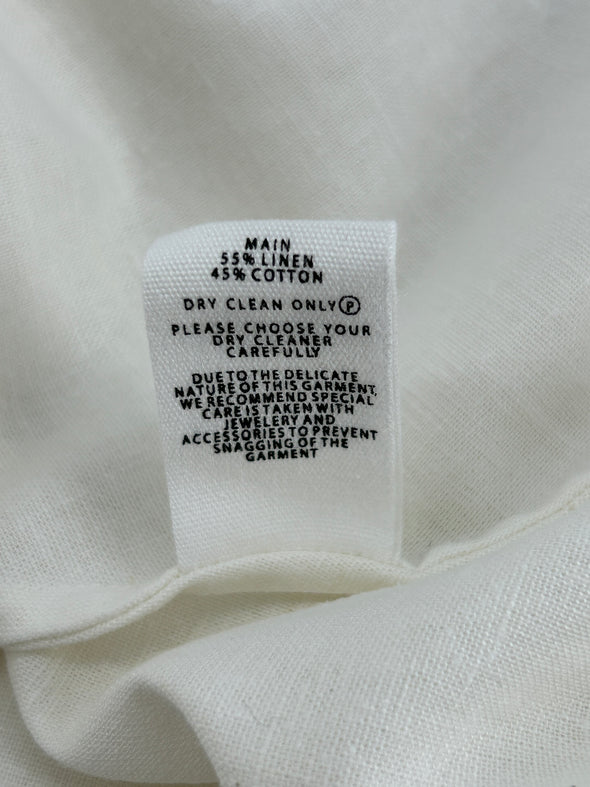 MAIN
55% LINEN
45% COTTON
DRY CLEAN ONLY Ⓟ
PLEASE CHOOSE YOUR
DRY CLEANER
CAREFULLY
DUE TO THE DELICATE
NATURE OF THIS GARMENT,
WE RECOMMEND SPECIAL
CARE IS TAKEN WITH
JEWELERY AND
ACCESSORIES TO PREVENT
SNAGGING OF THE
GARMENT